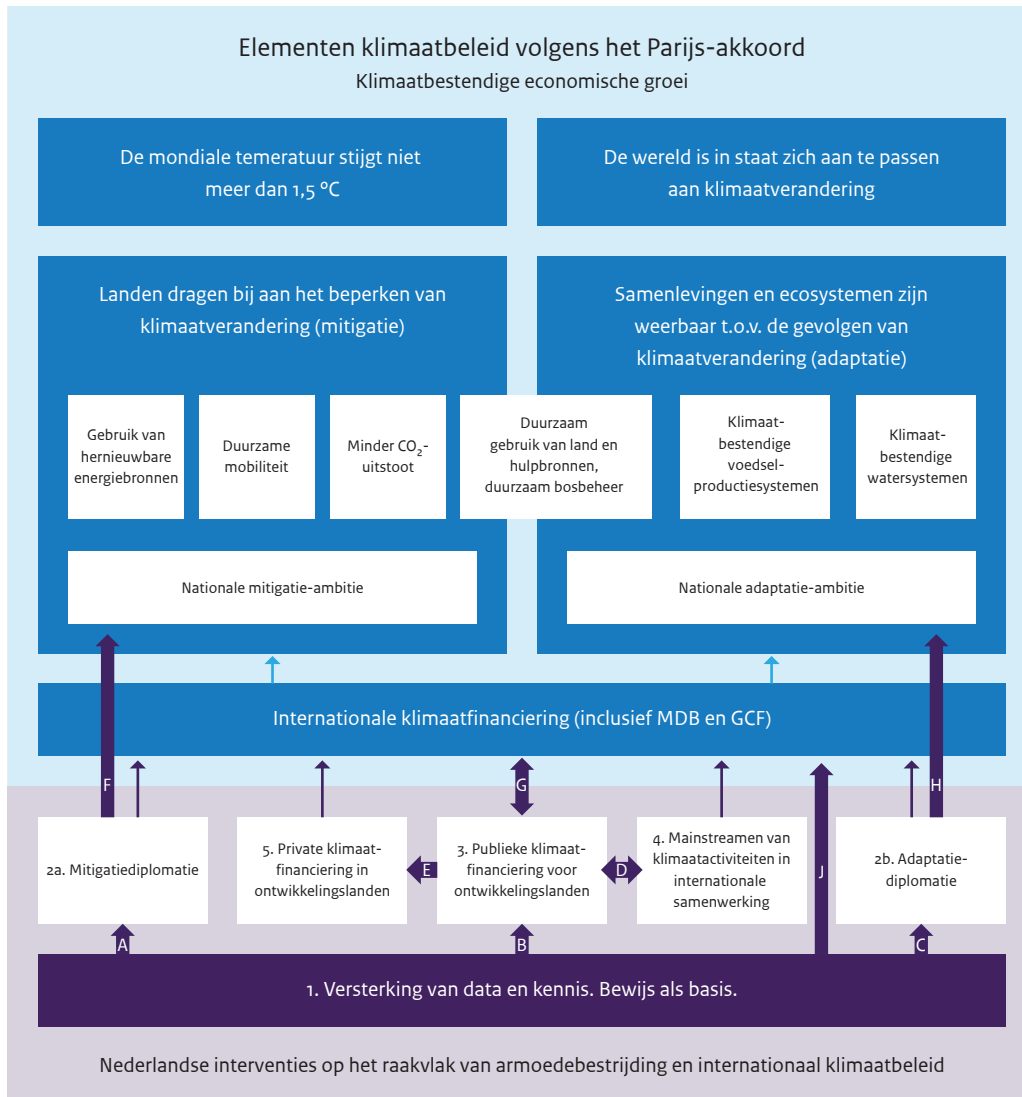 Elementen klimaatbeleid volgens het Parijs-akkoord
Klimaatbestendige economische groei
De mondiale temeratuur stijgt niet
meer dan 1,5 °C
De wereld is in staat zich aan te passen
aan klimaatverandering
Landen dragen bij aan het beperken van
klimaatverandering (mitigatie)
Samenlevingen en ecosystemen zijn
weerbaar t.o.v. de gevolgen van
klimaatverandering (adaptatie)
Gebruik van
hernieuwbare
energiebronnen
Duurzame
mobiliteit
Minder CO₂-
uitstoot
Duurzaam
gebruik van land en
hulpbronnen,
duurzaam bosbeheer
Klimaat-
bestendige
voedsel-
productiesystemen
Klimaat-
bestendige
watersystemen
Nationale mitigatie-ambitie
Nationale adaptatie-ambitie
Internationale klimaatfinanciering (inclusief MDB en GCF)
F
G
H
2a. Mitigatiediplomatie
5. Private klimaat-
financiering in
ontwikkelingslanden
E
3. Publieke klimaat-
financiering voor
ontwikkelingslanden
D
4. Mainstreamen van
klimaatactiviteiten in
internationale
samenwerking
J
2b. Adaptatie-
diplomatie
A
B
C
1. Versterking van data en kennis. Bewijs als basis.
Nederlandse interventies op het raakvlak van armoedebestrijding en internationaal klimaatbeleid